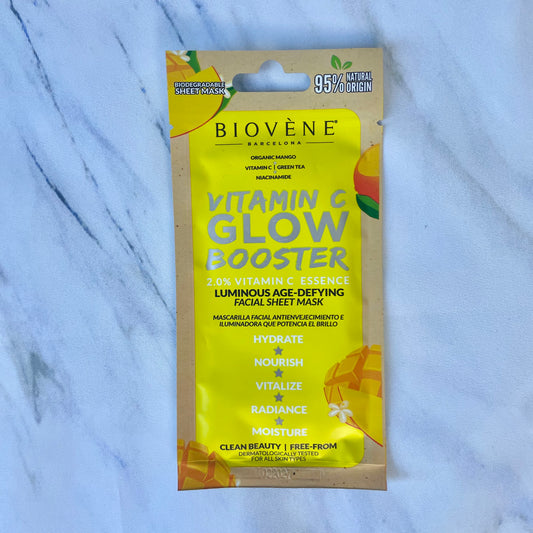 BIODEGRADABLE
SHEET MASK
95% NATURAL
ORIGIN
BIOVÈNE®
BARCELONA
ORGANIC MANGO
VITAMIN C | GREEN TEA
NIACINAMIDE
VITAMIN C
GLOW
BOOSTER
2.0% VITAMIN C ESSENCE
LUMINOUS AGE-DEFYING
FACIAL SHEET MASK
MASCARILLA FACIAL ANTIENVEJECIMIENTO E
ILUMINADORA QUE POTENCIA EL BRILLO
HYDRATE
NOURISH
VITALIZE
RADIANCE
MOISTURE
CLEAN BEAUTY | FREE-FROM
DERMATOLOGICALLY TESTED
FOR ALL SKIN TYPES